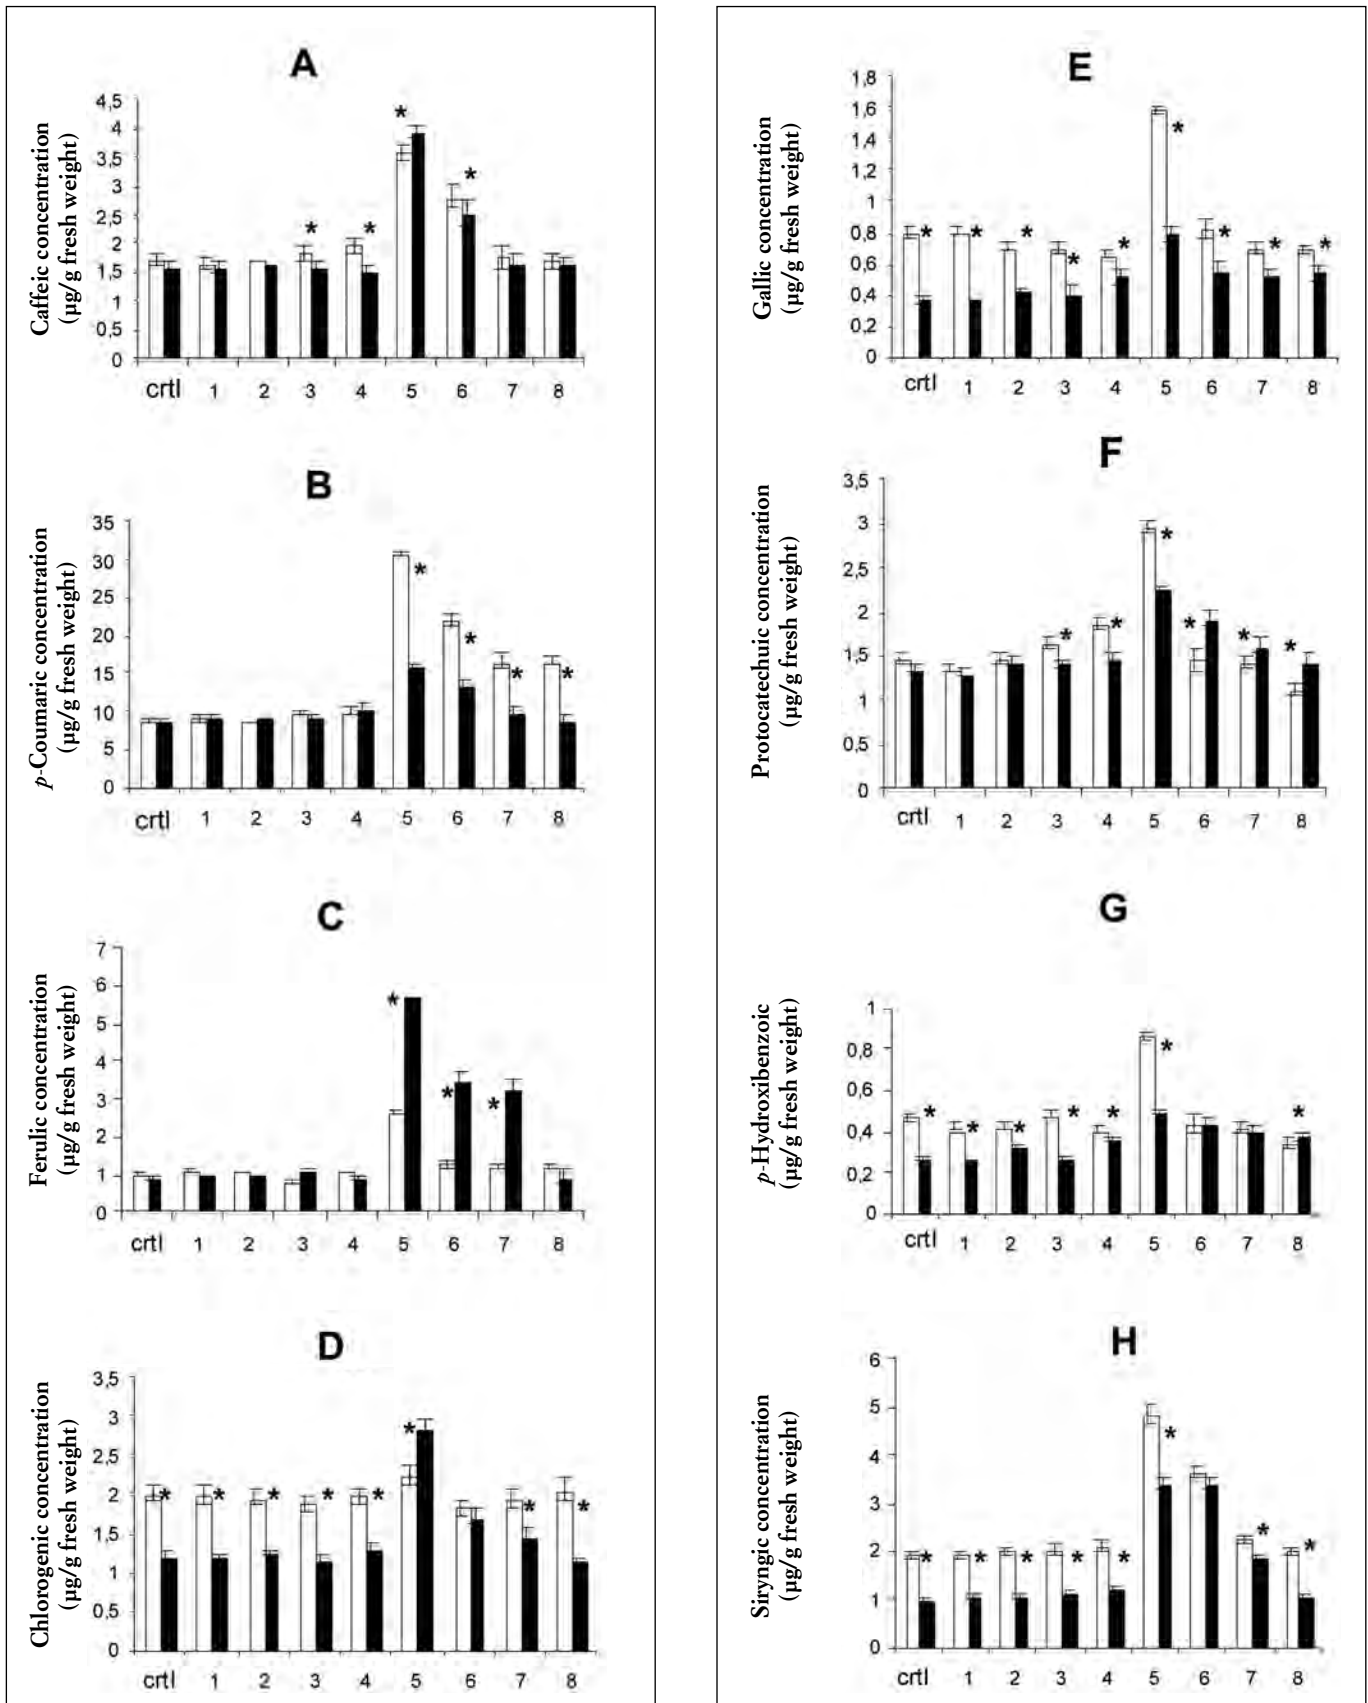 A
Caffeic concentration
(µg/g fresh weight)
4,5
4
3,5
3
2,5
2
1,5
1
0,5
0
* * * *
crtl 1 2 3 4 5 6 7 8
B
p-Coumaric concentration
(µg/g fresh weight)
35
30
25
20
15
10
5
0
* * * *
crtl 1 2 3 4 5 6 7 8
C
Ferulic concentration
(µg/g fresh weight)
7
6
5
4
3
2
1
0
* * *
crtl 1 2 3 4 5 6 7 8
D
Chlorogenic concentration
(µg/g fresh weight)
3,5
3
2,5
2
1,5
1
0,5
0
* * * * * * * *
crtl 1 2 3 4 5 6 7 8
E
Gallic concentration
(µg/g fresh weight)
1,8
1,6
1,4
1,2
1
0,8
0,6
0,4
0,2
0
* * * * * * * * *
crtl 1 2 3 4 5 6 7 8
F
Protocatechuic concentration
(µg/g fresh weight)
3,5
3
2,5
2
1,5
1
0,5
0
* * * * * *
crtl 1 2 3 4 5 6 7 8
G
p-Hydroxibenzoic
(µg/g fresh weight)
1
0,8
0,6
0,4
0,2
0
* * * * * * *
crtl 1 2 3 4 5 6 7 8
H
Siryngic concentration
(µg/g fresh weight)
6
5
4
3
2
1
0
* * * * * * * *
crtl 1 2 3 4 5 6 7 8